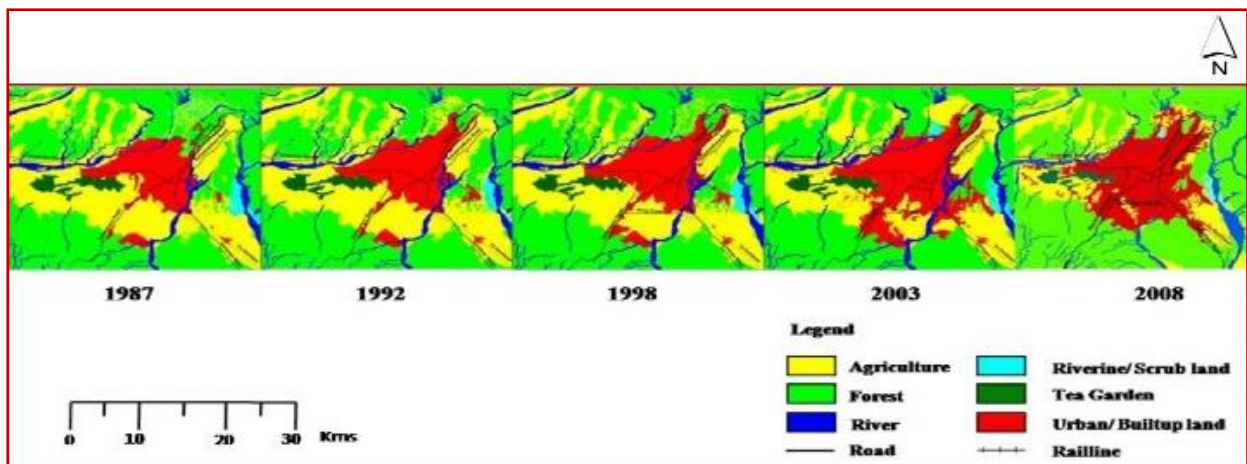 N
1987 1992 1998 2003 2008
Legend
Agriculture Riverine/ Scrub land
Forest Tea Garden
River Urban/ Builtup land
Road Railline
0 10 20 30 Kms